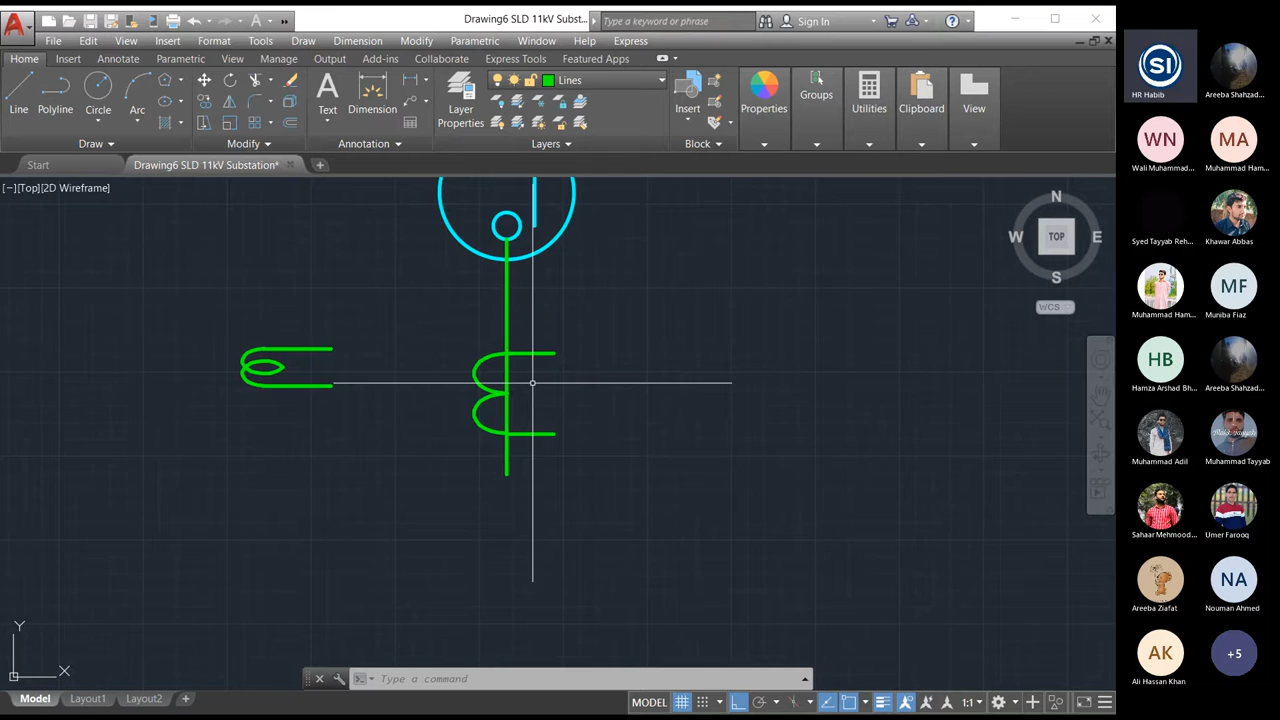 A Drawing6 SLD 11kV Subst... Type a keyword or phrase Sign In
File Edit View Insert Format Tools Draw Dimension Modify Parametric Window Help Express
Home Insert Annotate Parametric View Manage Output Add-ins Collaborate Express Tools Featured Apps
Lines
Line Polyline Circle Arc Text Dimension Layer Properties Insert Properties Groups Utilities Clipboard View
Draw Modify Annotation Layers Block
Start Drawing6 SLD 11kV Substation*
[−][Top][2D Wireframe]
N
W TOP E
S
WCS
Y
X
Type a command
Model Layout1 Layout2
MODEL 1:1
SI
HR Habib Areeba Shahzad...
WN MA
Wali Muhammad... Muhammad Ham...
Syed Tayyab Reh... Khawar Abbas
MF
Muhammad Ham... Muniba Fiaz
HB
Hamza Arshad Bh... Areeba Shahzad...
Muhammad Adil Muhammad Tayyab
Sahaar Mehmood... Umer Farooq
NA
Areeba Ziafat Nouman Ahmed
AK +5
Ali Hassan Khan